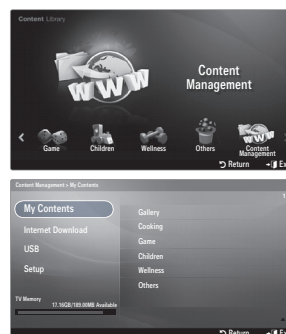 Content Library
WWW
Content
Management
Game
Children
Wellness
Others
Content
Management
Return
Content Management > My Contents
1
My Contents
Internet Download
USB
Setup
Gallery
Cooking
Game
Children
Wellness
Others
TV Memory
17.16GB/189.00MB Available
Return